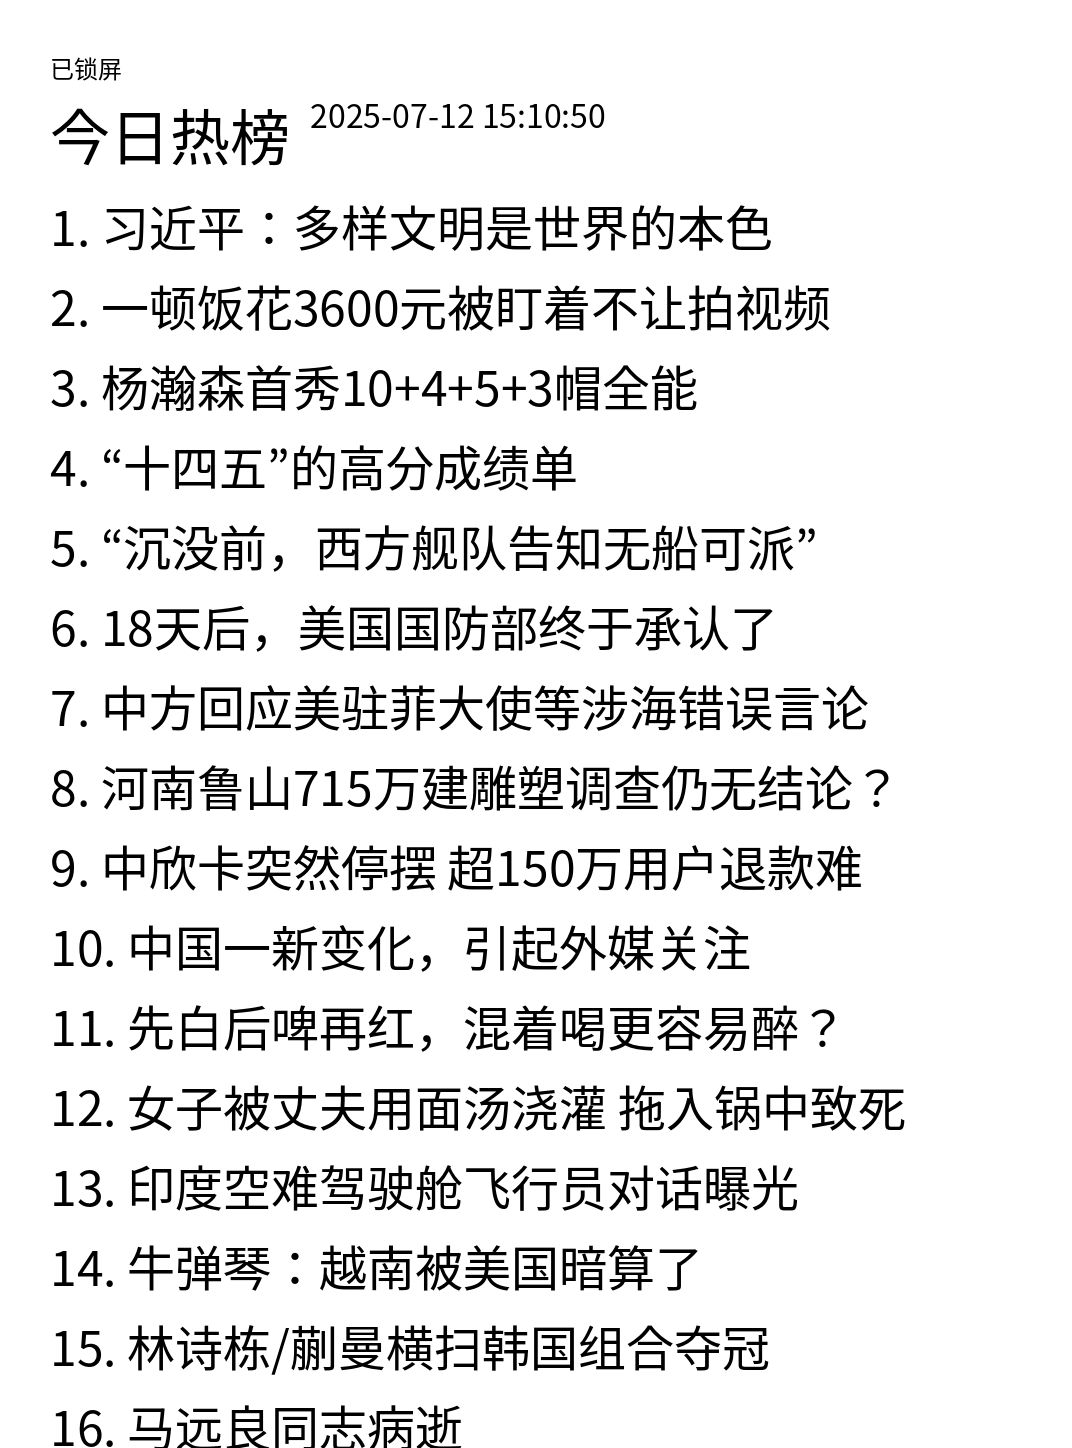 已锁屏
今日热榜 2025-07-12 15:10:50
1. 习近平：多样文明是世界的本色
2. 一顿饭花3600元被盯着不让拍视频
3. 杨瀚森首秀10+4+5+3帽全能
4. “十四五”的高分成绩单
5. “沉没前，西方舰队告知无船可派”
6. 18天后，美国国防部终于承认了
7. 中方回应美驻菲大使等涉海错误言论
8. 河南鲁山715万建雕塑调查仍无结论？
9. 中欣卡突然停摆 超150万用户退款难
10. 中国一新变化，引起外媒关注
11. 先白后啤再红，混着喝更容易醉？
12. 女子被丈夫用面汤浇灌 拖入锅中致死
13. 印度空难驾驶舱飞行员对话曝光
14. 牛弹琴：越南被美国暗算了
15. 林诗栋/蒯曼横扫韩国组合夺冠
16. 马远良同志病逝